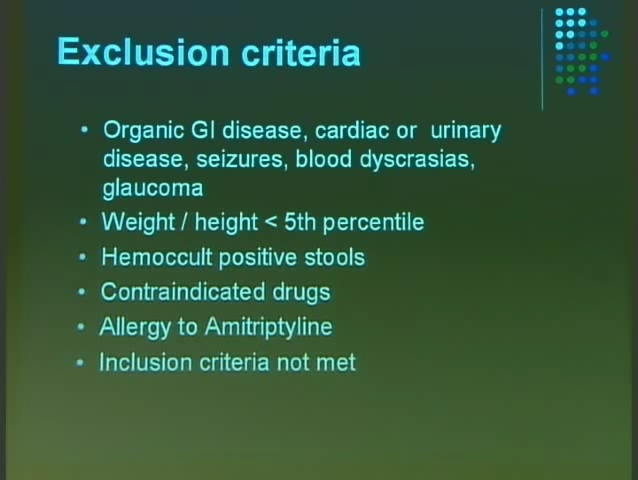 Exclusion criteria
• Organic GI disease, cardiac or urinary
disease, seizures, blood dyscrasias,
glaucoma
• Weight / height < 5th percentile
• Hemoccult positive stools
• Contraindicated drugs
• Allergy to Amitriptyline
• Inclusion criteria not met